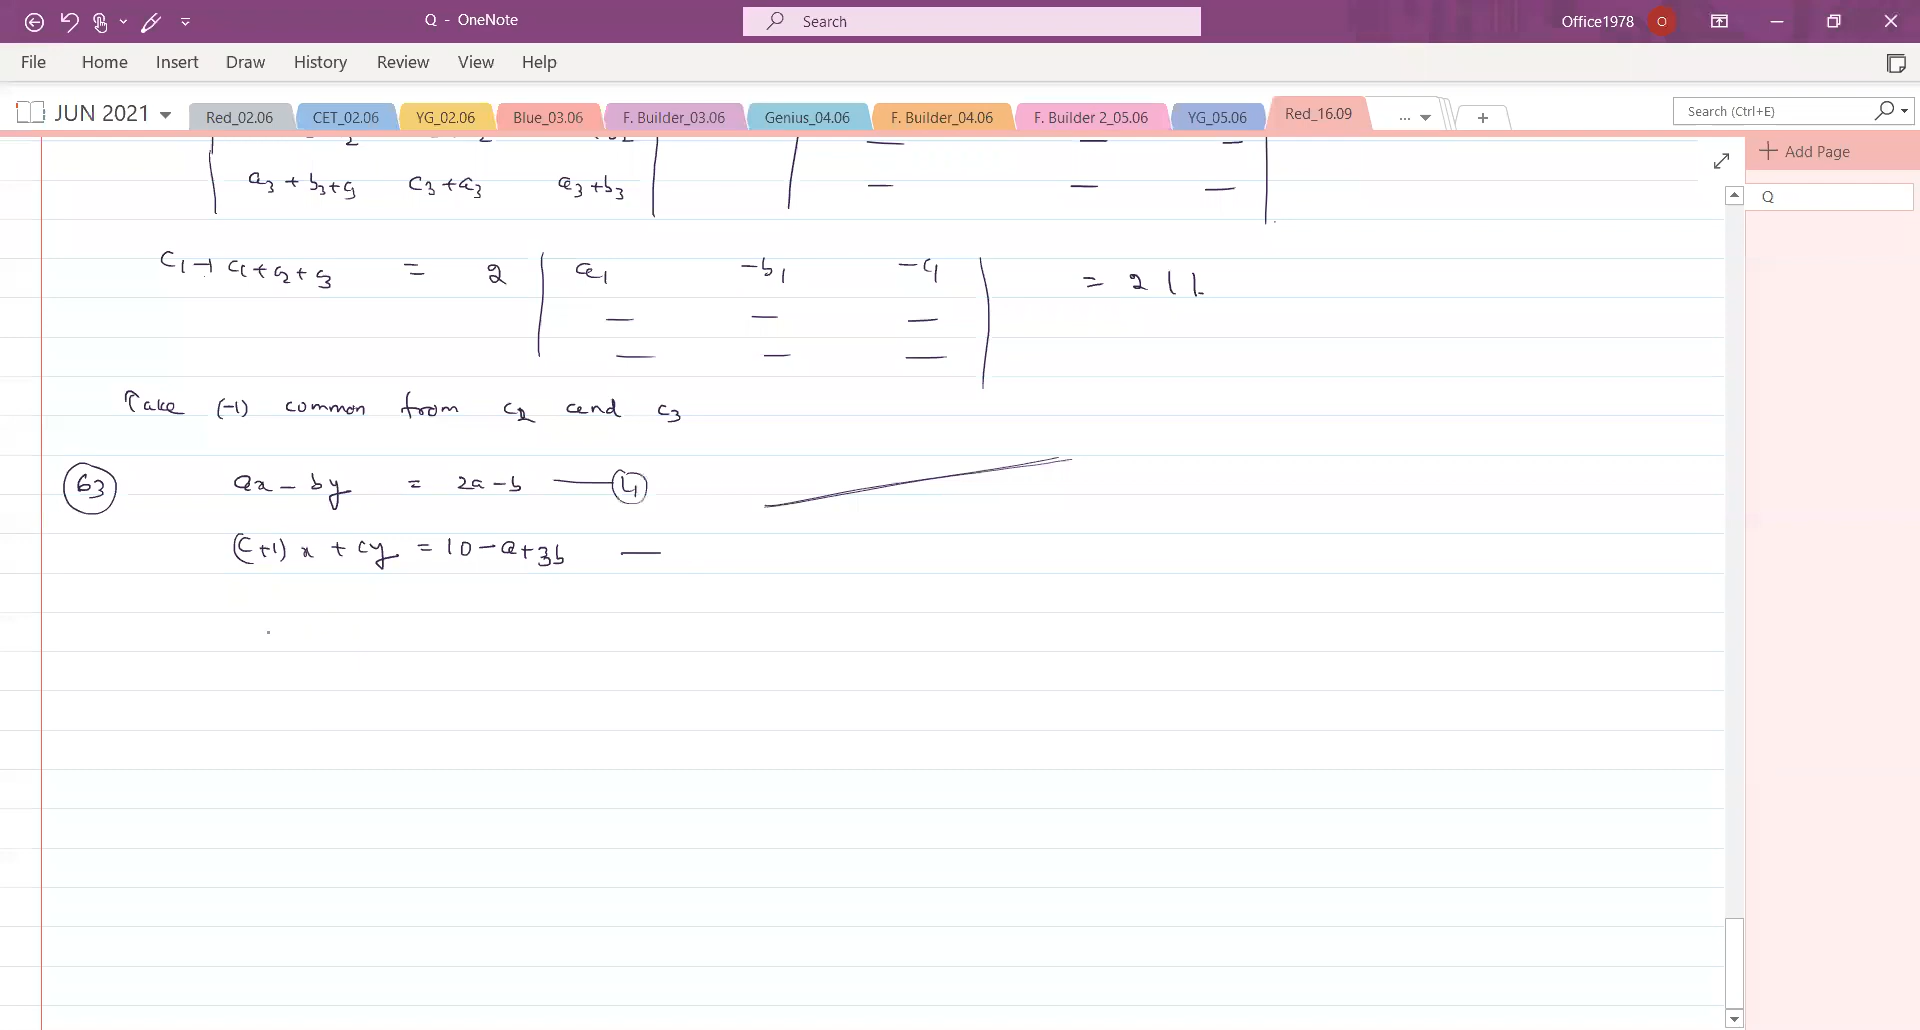 Q - OneNote
Search
Office1978
O
File Home Insert Draw History Review View Help
JUN 2021
Red_02.06 CET_02.06 YG_02.06 Blue_03.06 F. Builder_03.06 Genius_04.06 F. Builder_04.06 F. Builder 2_05.06 YG_05.06 Red_16.09 ...
Search (Ctrl+E)
Add Page
Q
a₃ + b₃ + c₃ c₃ + a₃ a₃ + b₃
C₁ → c₁ + c₂ + c₃ = 2 | a₁ -b₁ -c₁ | = 2 | |
Take (-1) common from c₂ and c₃
63 ax - by = 2a - b
(c+1) x + cy = 10 - a + 3b